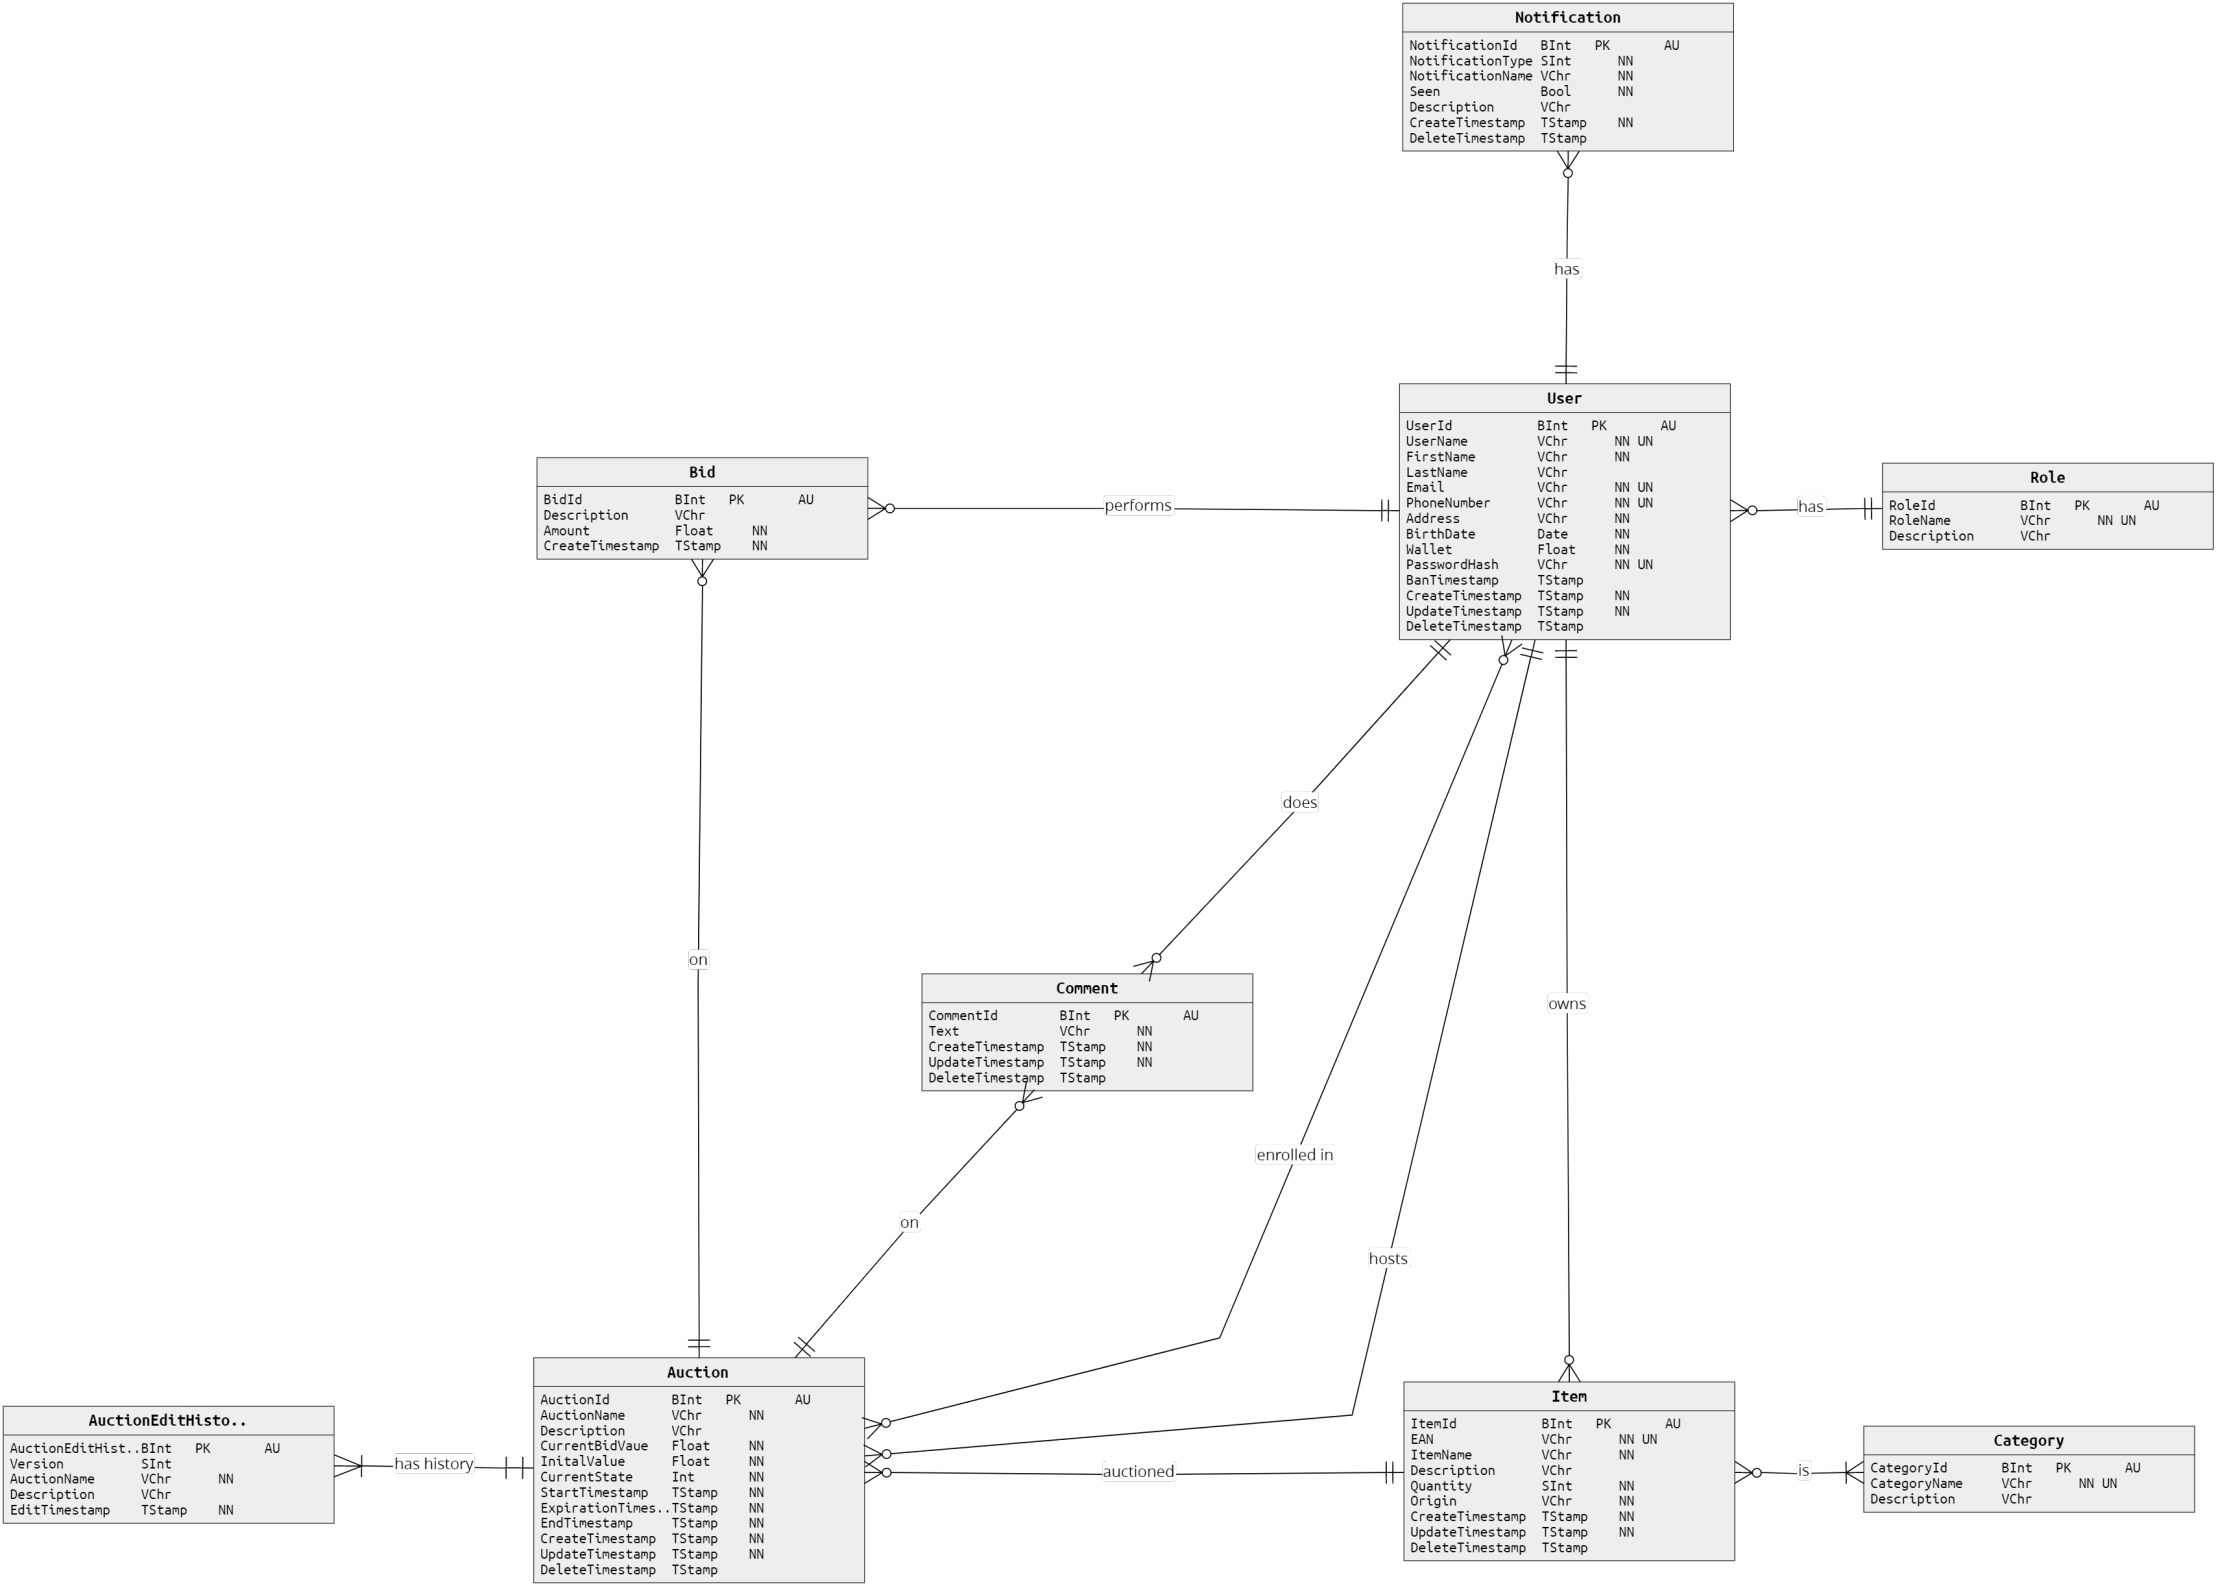 Notification
NotificationId BInt PK AU
NotificationType SInt NN
NotificationName VChr NN
Seen Bool NN
Description VChr
CreateTimestamp TStamp NN
DeleteTimestamp TStamp
has
User
UserId BInt PK AU
UserName VChr NN UN
FirstName VChr NN
LastName VChr
Email VChr NN UN
PhoneNumber VChr NN UN
Address VChr NN
BirthDate Date NN
Wallet Float NN
PasswordHash VChr NN UN
BanTimestamp TStamp
CreateTimestamp TStamp NN
UpdateTimestamp TStamp NN
DeleteTimestamp TStamp
Bid
BidId BInt PK AU
Description VChr
Amount Float NN
CreateTimestamp TStamp NN
performs
has
Role
RoleId BInt PK AU
RoleName VChr NN UN
Description VChr
does
on
Comment
CommentId BInt PK AU
Text VChr NN
CreateTimestamp TStamp NN
UpdateTimestamp TStamp NN
DeleteTimestamp TStamp
owns
enrolled in
on
hosts
AuctionEditHisto..
AuctionEditHist..BInt PK AU
Version SInt
AuctionName VChr NN
Description VChr
EditTimestamp TStamp NN
has history
Auction
AuctionId BInt PK AU
AuctionName VChr NN
Description VChr
CurrentBidVaue Float NN
InitalValue Float NN
CurrentState Int NN
StartTimestamp TStamp NN
ExpirationTimes..TStamp NN
EndTimestamp TStamp NN
CreateTimestamp TStamp NN
UpdateTimestamp TStamp NN
DeleteTimestamp TStamp
auctioned
Item
ItemId BInt PK AU
EAN VChr NN UN
ItemName VChr NN
Description VChr
Quantity SInt NN
Origin VChr NN
CreateTimestamp TStamp NN
UpdateTimestamp TStamp NN
DeleteTimestamp TStamp
is
Category
CategoryId BInt PK AU
CategoryName VChr NN UN
Description VChr